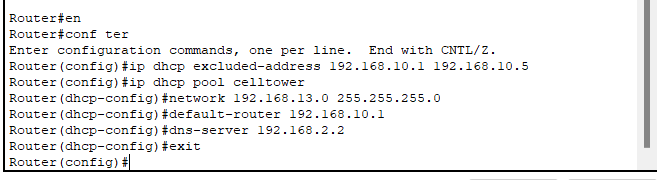 Router#en
Router#conf ter
Enter configuration commands, one per line.  End with CNTL/Z.
Router(config)#ip dhcp excluded-address 192.168.10.1 192.168.10.5
Router(config)#ip dhcp pool celltower
Router(dhcp-config)#network 192.168.13.0 255.255.255.0
Router(dhcp-config)#default-router 192.168.10.1
Router(dhcp-config)#dns-server 192.168.2.2
Router(dhcp-config)#exit
Router(config)#